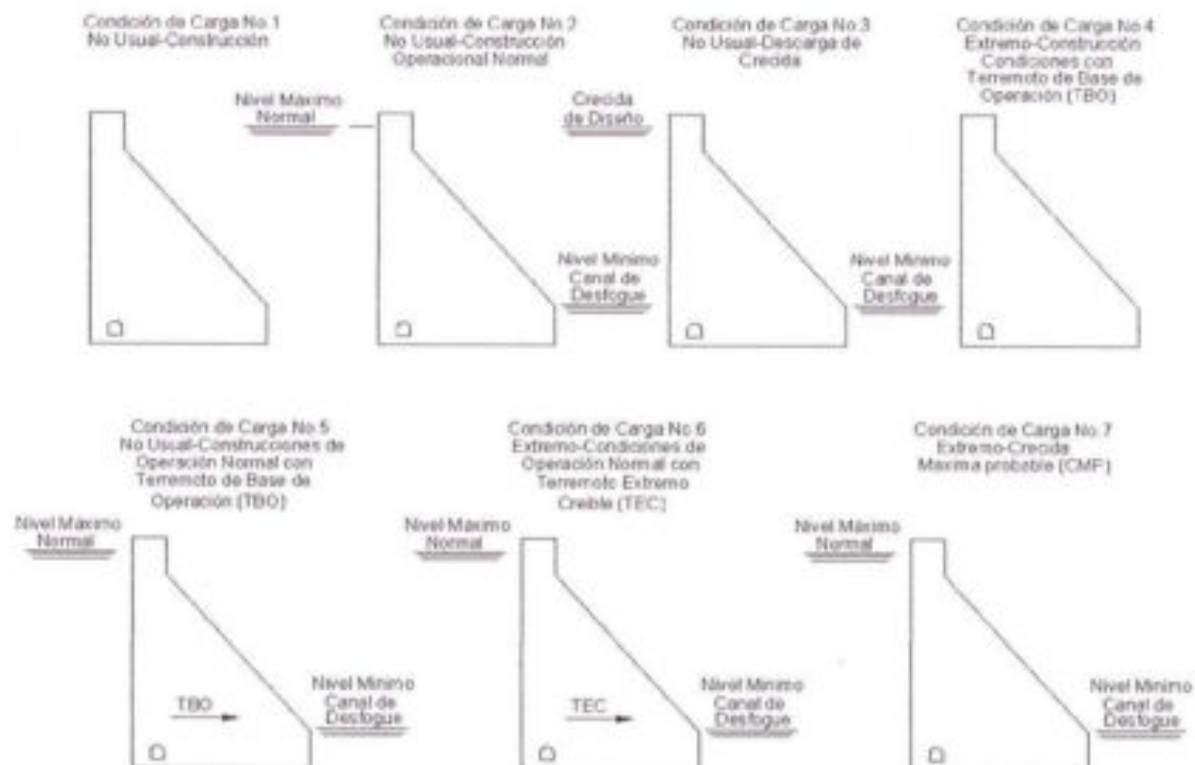 Condición de Carga No.1
No Usual-Construcción
Condición de Carga No 2
No Usual-Construcción
Operacional Normal
Condición de Carga No.3
No Usual-Descarga de
Crecida
Condición de Carga No 4
Extremo-Construcción
Condiciones con
Terremoto de Base de
Operación (TBO)
Nivel Máximo
Normal
Crecida
de Diseño
Nivel Minimo
Canal de
Desfogue
Nivel Minimo
Canal de
Desfogue
Condición de Carga No 5
No Usual-Construcciones de
Operación Normal con
Terremoto de Base de
Operación (TBO)
Condición de Carga No 6
Extremo-Condiciones de
Operación Normal con
Terremoto Extremo
Creible (TEC)
Condición de Carga No.7
Extremo-Crecida
Maxima probable (CMP)
Nivel Máximo
Normal
Nivel Máximo
Normal
Nivel Máximo
Normal
TBO
Nivel Minimo
Canal de
Desfogue
TEC
Nivel Minimo
Canal de
Desfogue
Nivel Minimo
Canal de
Desfogue